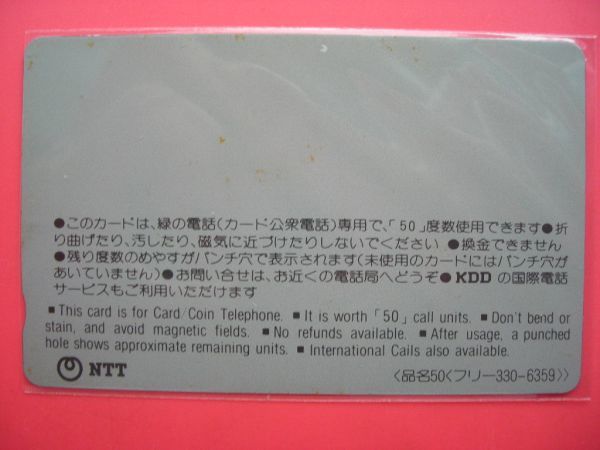 ●このカードは、緑の電話(カード公衆電話)専用で、「50」度数使用できます●折
り曲げたり、汚したり、磁気に近づけたりしないでください ●換金できません
●残り度数のめやすがパンチ穴で表示されます(未使用のカードにはパンチ穴が
あいていません)●お問い合せは、お近くの電話局へどうぞ● KDD の国際電話
サービスもご利用いただけます
■ This card is for Card/Coin Telephone. ■ It is worth「50」call units. ■ Don't bend or
stain, and avoid magnetic fields. ■ No refunds available. ■ After usage, a punched
hole shows approximate remaining units. ■ International Calls also available.
NTT
〈品名50〈フリー330-6359〉〉